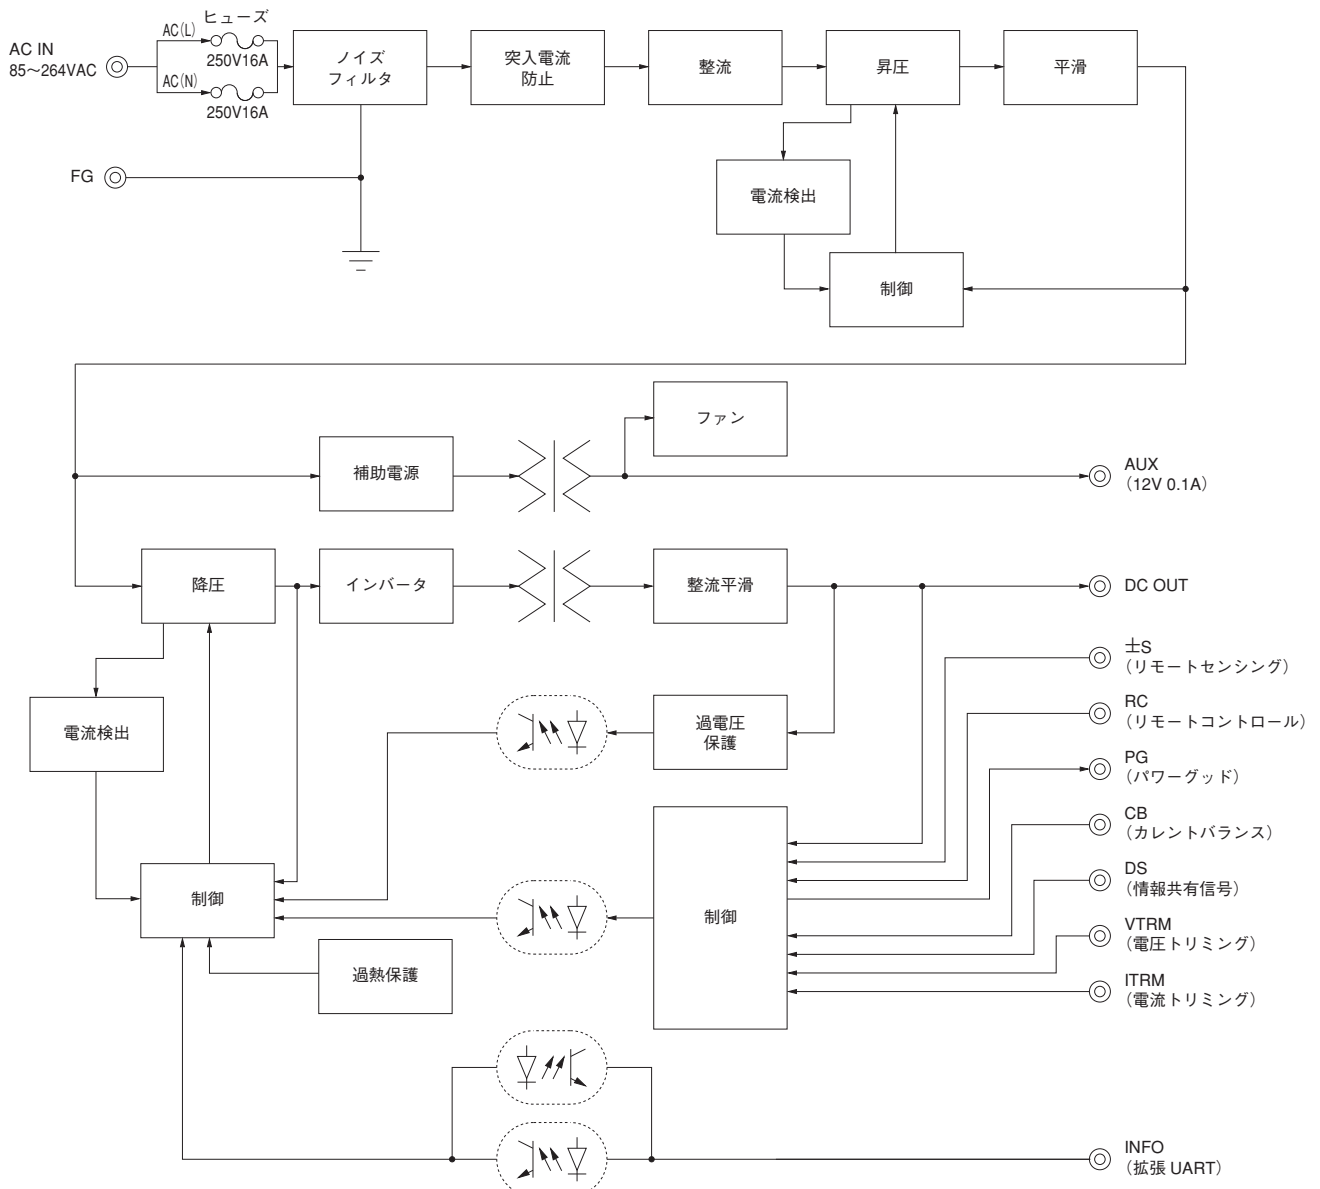 ヒューズ
AC(L)
AC IN
85～264VAC
250V16A
AC(N)
250V16A
ノイズ
フィルタ
突入電流
防止
整流
昇圧
平滑
FG
電流検出
制御
ファン
補助電源
AUX
（12V 0.1A）
降圧
インバータ
整流平滑
DC OUT
±S
（リモートセンシング）
電流検出
過電圧
保護
RC
（リモートコントロール）
PG
（パワーグッド）
CB
（カレントバランス）
制御
制御
DS
（情報共有信号）
VTRM
（電圧トリミング）
過熱保護
ITRM
（電流トリミング）
INFO
（拡張 UART）